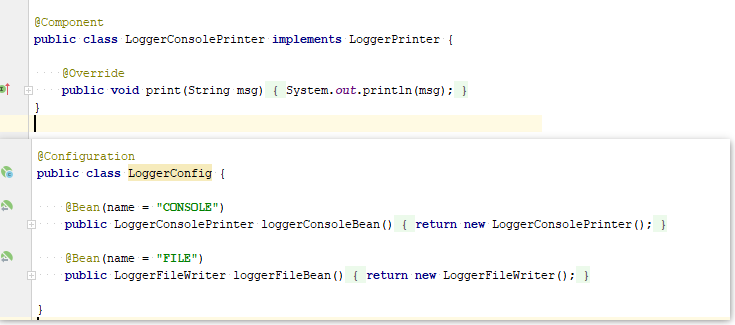 @Component
public class LoggerConsolePrinter implements LoggerPrinter {
@Override
public void print(String msg) { System.out.println(msg); }
}
@Configuration
public class LoggerConfig {
@Bean(name = "CONSOLE")
public LoggerConsolePrinter loggerConsoleBean() { return new LoggerConsolePrinter(); }
@Bean(name = "FILE")
public LoggerFileWriter loggerFileBean() { return new LoggerFileWriter(); }
}